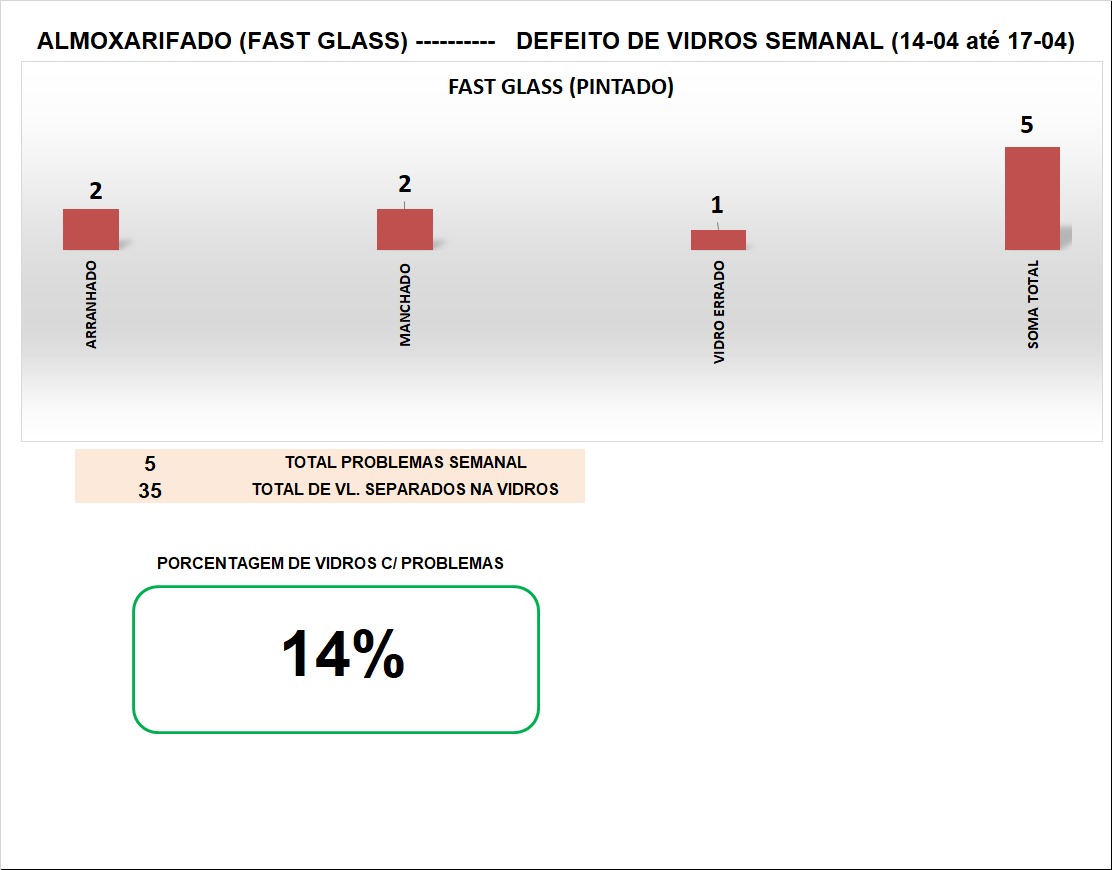 ALMOXARIFADO (FAST GLASS) ---------- DEFEITO DE VIDROS SEMANAL (14-04 até 17-04)
FAST GLASS (PINTADO)
2
2
1
5
ARRANHADO
MANCHADO
VIDRO ERRADO
SOMA TOTAL
5 TOTAL PROBLEMAS SEMANAL
35 TOTAL DE VL. SEPARADOS NA VIDROS
PORCENTAGEM DE VIDROS C/ PROBLEMAS
14%